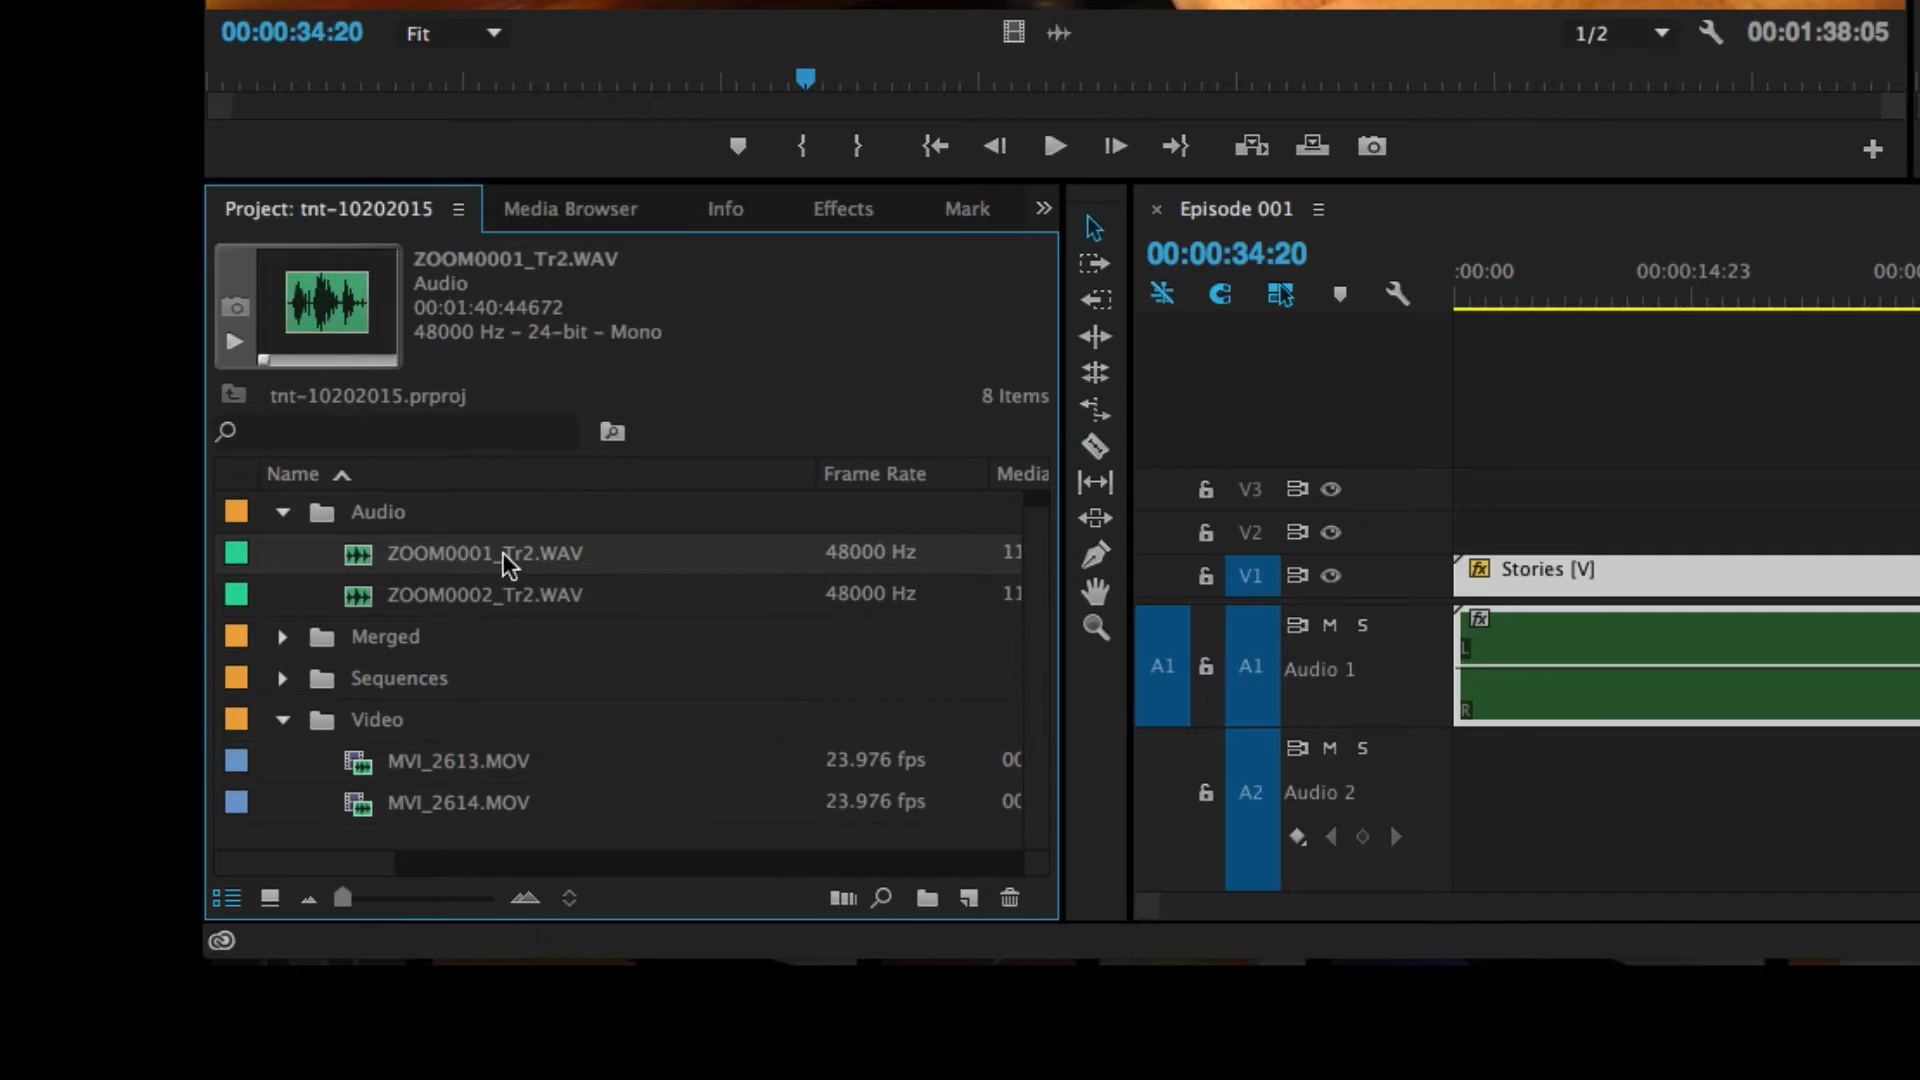 00:00:34:20 Fit 1/2 00:01:38:05
Project: tnt-10202015 Media Browser Info Effects Mark
ZOOM0001_Tr2.WAV
Audio
00:01:40:44672
48000 Hz - 24-bit - Mono
tnt-10202015.prproj 8 Items
Name Frame Rate Media
Audio
ZOOM0001_Tr2.WAV 48000 Hz 11
ZOOM0002_Tr2.WAV 48000 Hz 11
Merged
Sequences
Video
MVI_2613.MOV 23.976 fps 00
MVI_2614.MOV 23.976 fps 00
Episode 001
00:00:34:20
:00:00 00:00:14:23 00:0
V3
V2
V1 fx Stories [V]
fx
M S
A1 A1 Audio 1
L
R
M S
A2 Audio 2